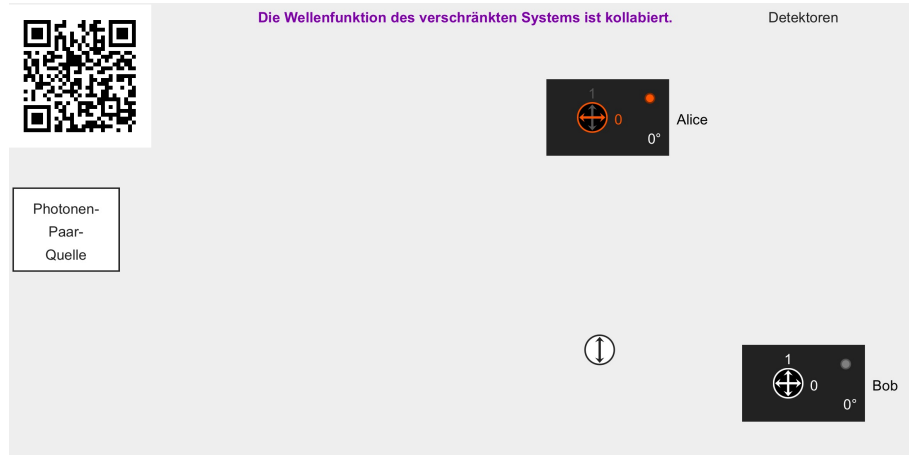 Die Wellenfunktion des verschränkten Systems ist kollabiert.
Detektoren
1
0
0°
Alice
Photonen-
Paar-
Quelle
1
0
0°
Bob